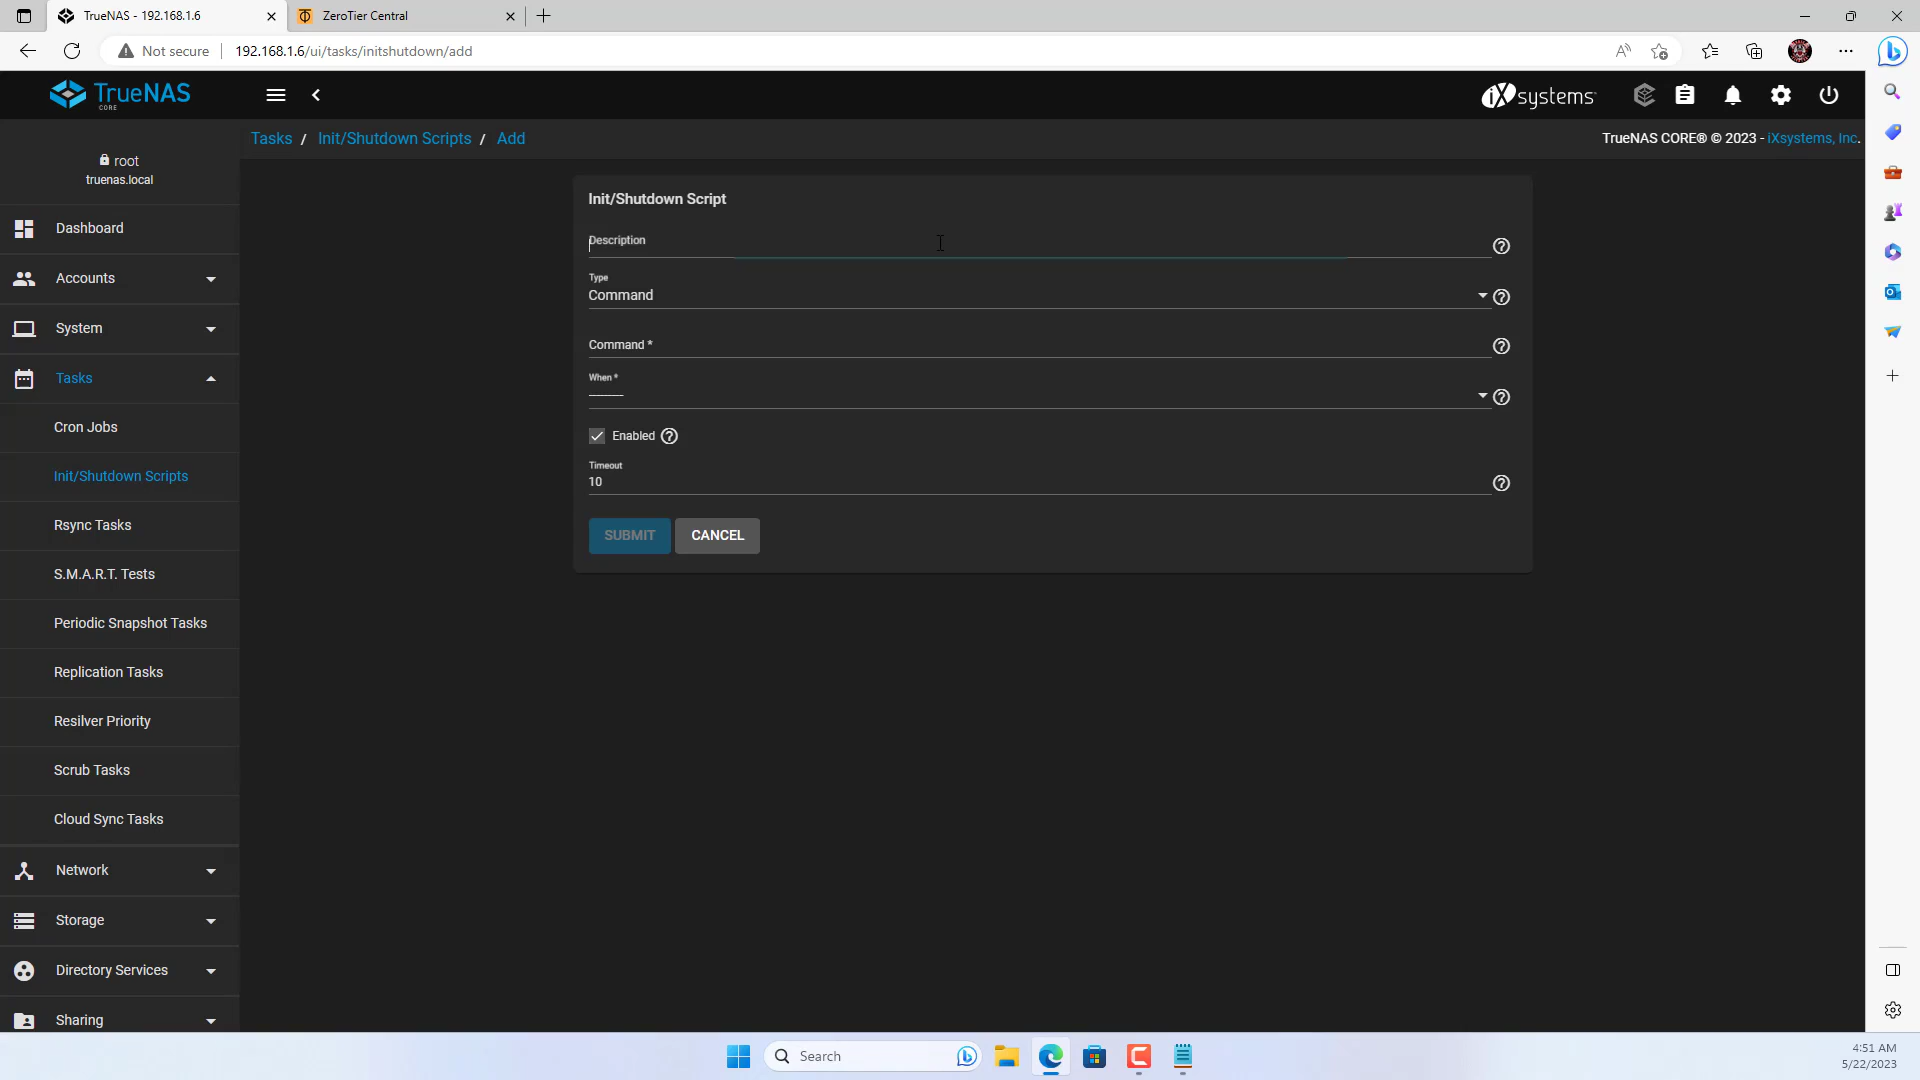 TrueNAS - 192.168.1.6
ZeroTier Central
Not secure
192.168.1.6/ui/tasks/initshutdown/add
TrueNAS
CORE
iXsystems
Tasks / Init/Shutdown Scripts / Add
TrueNAS CORE® © 2023 - iXsystems, Inc.
root
truenas.local
Dashboard
Accounts
System
Tasks
Cron Jobs
Init/Shutdown Scripts
Rsync Tasks
S.M.A.R.T. Tests
Periodic Snapshot Tasks
Replication Tasks
Resilver Priority
Scrub Tasks
Cloud Sync Tasks
Network
Storage
Directory Services
Sharing
Init/Shutdown Script
Description
Type
Command
Command *
When *
---------
Enabled
Timeout
10
SUBMIT
CANCEL
Search
4:51 AM
5/22/2023